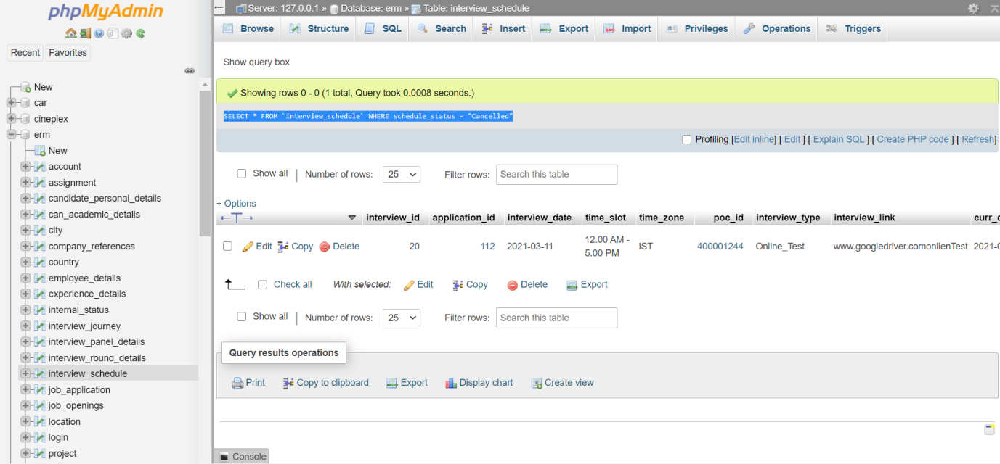 phpMyAdmin
Recent Favorites
New
car
cineplex
erm
New
account
assignment
candidate_personal_details
can_academic_details
city
company_references
country
employee_details
experience_details
internal_status
interview_journey
interview_panel_details
interview_round_details
interview_schedule
job_application
job_openings
location
login
project
Server: 127.0.0.1 » Database: erm » Table: interview_schedule
Browse Structure SQL Search Insert Export Import Privileges Operations Triggers
Show query box
Showing rows 0 - 0 (1 total, Query took 0.0008 seconds.)
SELECT * FROM `interview_schedule` WHERE schedule_status = "Cancelled"
Profiling [Edit inline] [ Edit ] [ Explain SQL ] [ Create PHP code ] [ Refresh]
Show all | Number of rows: 25 Filter rows: Search this table
+ Options
←T→ interview_id application_id interview_date time_slot time_zone poc_id interview_type interview_link
Edit Copy Delete 20 112 2021-03-11 12.00 AM - 5.00 PM IST 400001244 Online_Test www.googledriver.comonlienTest
Check all With selected: Edit Copy Delete Export
Show all | Number of rows: 25 Filter rows: Search this table
Query results operations
Print Copy to clipboard Export Display chart Create view
Console